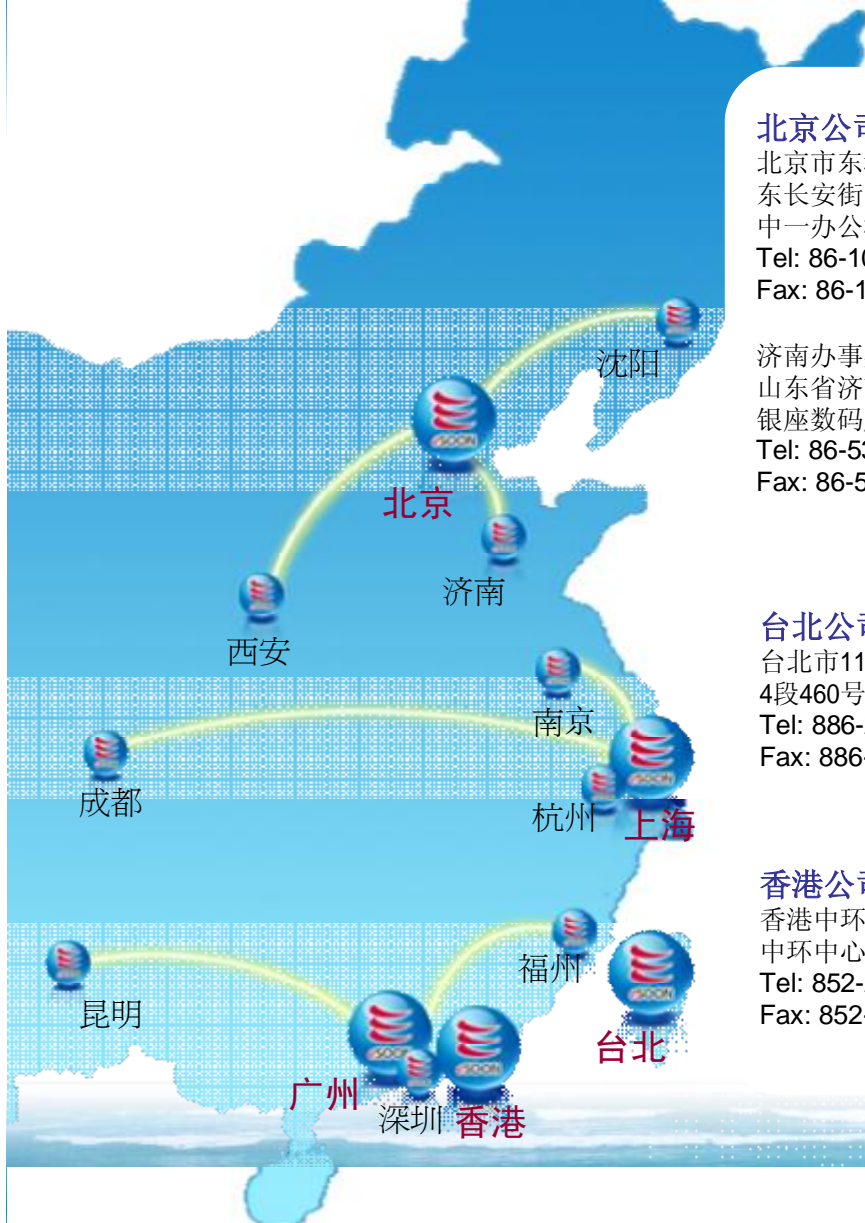 北京公司
北京市东
东长安街
中一办公
Tel: 86-10
Fax: 86-1
济南办事
山东省济
银座数码
Tel: 86-53
Fax: 86-5
台北公司
台北市11
4段460号
Tel: 886-
Fax: 886-
香港公司
香港中环
中环中心
Tel: 852-
Fax: 852-
沈阳
北京
济南
西安
南京
成都
杭州
上海
福州
昆明
台北
广州
深圳
香港